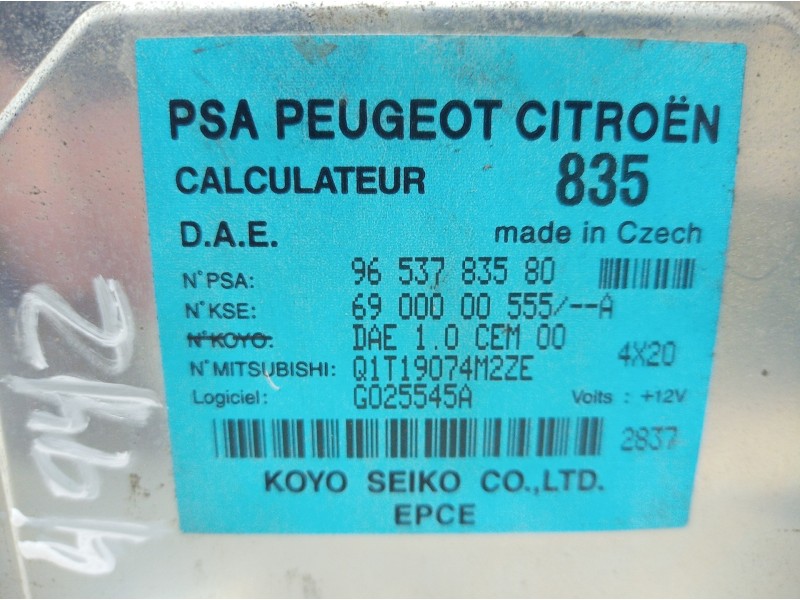 PSA PEUGEOT CITROËN
CALCULATEUR 835
D.A.E. made in Czech
N°PSA: 96 537 835 80
N°KSE: 69 000 00 555/--A
N°KOYO: DAE 1.0 CEM 00
N°MITSUBISHI: Q1T19074M2ZE 4X20
Logiciel: G025545A Volts : +12V
2837
KOYO SEIKO CO.,LTD.
EPCE